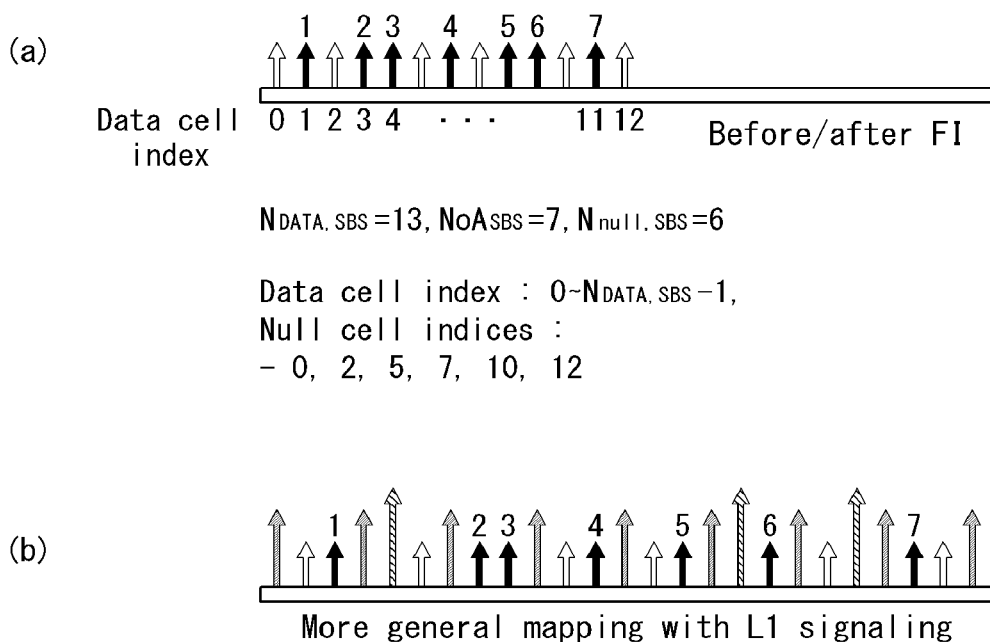 1 2 3 4 5 6 7
(a)
Data cell index 0 1 2 3 4 · · · 11 12
Before/after FI
NDATA, SBS=13, NoASBS=7, Nnull, SBS=6
Data cell index : 0~NDATA, SBS-1,
Null cell indices :
- 0, 2, 5, 7, 10, 12
1 2 3 4 5 6 7
(b)
More general mapping with L1 signaling